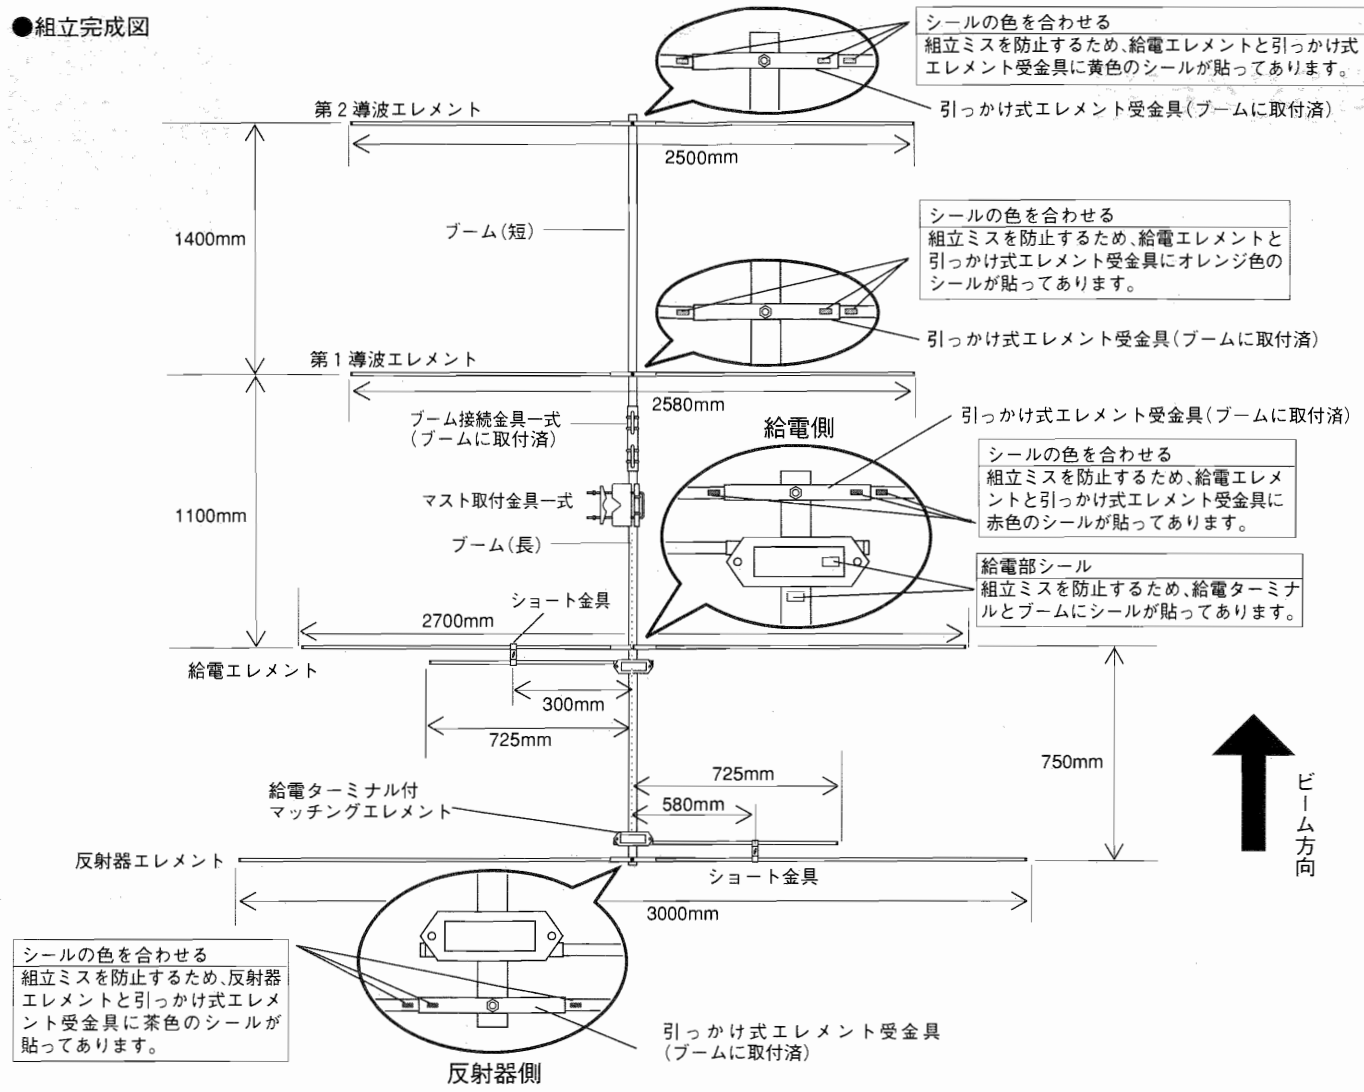 ●組立完成図
シールの色を合わせる
組立ミスを防止するため、給電エレメントと引っかけ式
エレメント受金具に黄色のシールが貼ってあります。
引っかけ式エレメント受金具(ブームに取付済)
第2導波エレメント
2500mm
シールの色を合わせる
組立ミスを防止するため、給電エレメントと
引っかけ式エレメント受金具にオレンジ色の
シールが貼ってあります。
ブーム(短)
1400mm
引っかけ式エレメント受金具(ブームに取付済)
第1導波エレメント
2580mm
ブーム接続金具一式
(ブームに取付済)
給電側
引っかけ式エレメント受金具(ブームに取付済)
シールの色を合わせる
組立ミスを防止するため、給電エレメ
ントと引っかけ式エレメント受金具に
赤色のシールが貼ってあります。
マスト取付金具一式
1100mm
ブーム(長)
給電部シール
組立ミスを防止するため、給電ターミナ
ルとブームにシールが貼ってあります。
ショート金具
2700mm
給電エレメント
300mm
725mm
750mm
ビーム方向
725mm
580mm
給電ターミナル付
マッチングエレメント
反射器エレメント
ショート金具
3000mm
シールの色を合わせる
組立ミスを防止するため、反射器
エレメントと引っかけ式エレメ
ント受金具に茶色のシールが
貼ってあります。
引っかけ式エレメント受金具
(ブームに取付済)
反射器側